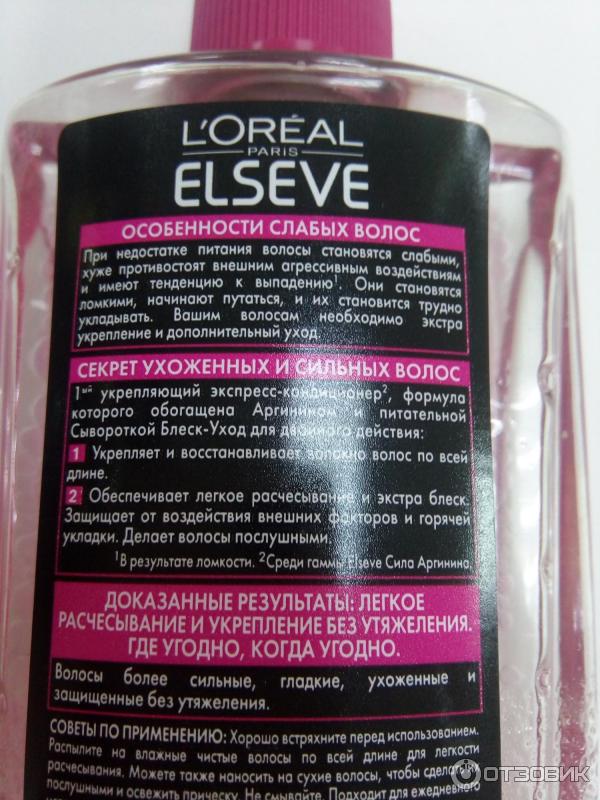 L'ORÉAL
PARIS
ELSEVE
ОСОБЕННОСТИ СЛАБЫХ ВОЛОС
При недостатке питания волосы становятся слабыми,
хуже противостоят внешним агрессивным воздействиям
и имеют тенденцию к выпадению¹. Они становятся
ломкими, начинают путаться, и их становится трудно
укладывать. Вашим волосам необходимо экстра
укрепление и дополнительный уход.
СЕКРЕТ УХОЖЕННЫХ И СИЛЬНЫХ ВОЛОС
1ый укрепляющий экспресс-кондиционер², формула
которого обогащена Аргинином и питательной
Сывороткой Блеск-Уход для двойного действия:
1 Укрепляет и восстанавливает волокно волос по всей
длине.
2 Обеспечивает легкое расчесывание и экстра блеск.
Защищает от воздействия внешних факторов и горячей
укладки. Делает волосы послушными.
¹В результате ломкости. ²Среди гаммы Elseve Сила Аргинина.
ДОКАЗАННЫЕ РЕЗУЛЬТАТЫ: ЛЕГКОЕ
РАСЧЕСЫВАНИЕ И УКРЕПЛЕНИЕ БЕЗ УТЯЖЕЛЕНИЯ.
ГДЕ УГОДНО, КОГДА УГОДНО.
Волосы более сильные, гладкие, ухоженные и
защищенные без утяжеления.
СОВЕТЫ ПО ПРИМЕНЕНИЮ: Хорошо встряхните перед использованием.
Распылите на влажные чистые волосы по всей длине для легкости
расчесывания. Можете также наносить на сухие волосы, чтобы сделать
послушными и освежить прическу. Не смывайте. Подходит для ежедневного
ОТЗОВИК